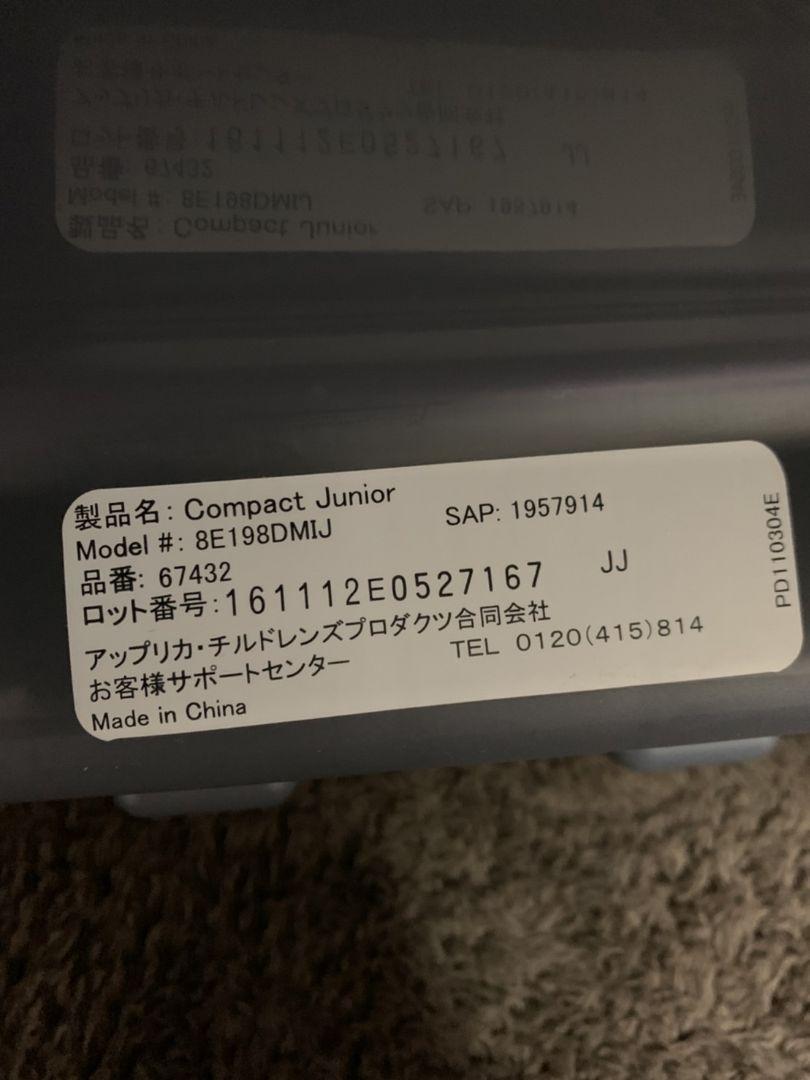 製品名: Compact Junior
Model #: 8E198DMIJ
SAP: 1957914
品番: 67432
ロット番号:161112E0527167 JJ
アップリカ・チルドレンズプロダクツ合同会社
お客様サポートセンター TEL 0120(415)814
Made in China
PD110304E